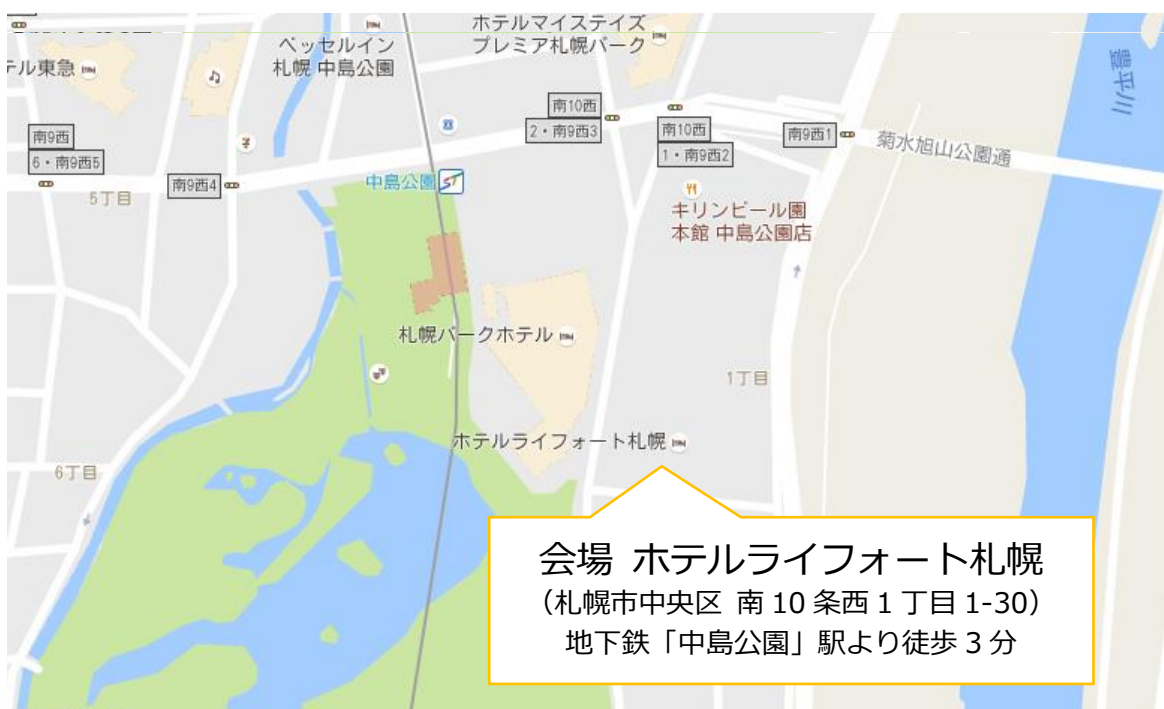 ホテルマイステイズ
プレミア札幌パーク
ベッセルイン
札幌 中島公園
テル東急
豊平川
南10西
2・南9西3
南10西
1・南9西2
南9西1
菊水旭山公園通
南9西
6・南9西5
南9西4
5丁目
中島公園
キリンビール園
本館 中島公園店
札幌パークホテル
1丁目
ホテルライフォート札幌
6丁目
会場 ホテルライフォート札幌
（札幌市中央区 南 10 条西 1 丁目 1-30）
地下鉄「中島公園」駅より徒歩 3 分